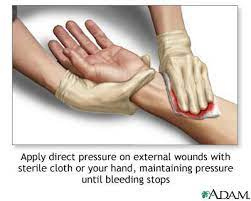 Apply direct pressure on external wounds with
sterile cloth or your hand, maintaining pressure
until bleeding stops
ADAM.